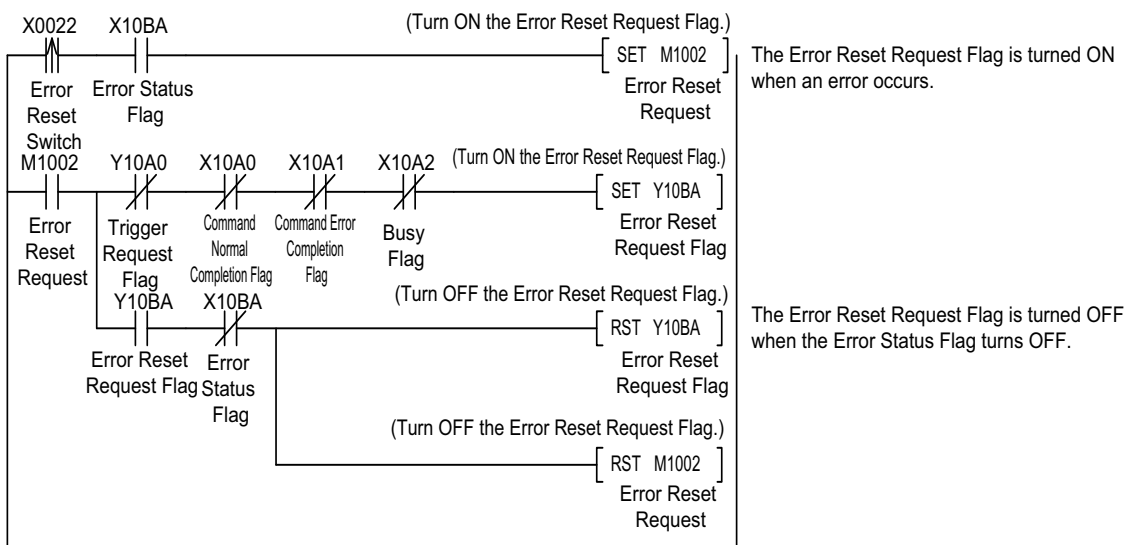 (Turn ON the Error Reset Request Flag.)
X0022 X10BA
SET M1002
Error Reset Switch
Error Status Flag
Error Reset Request
The Error Reset Request Flag is turned ON
when an error occurs.
M1002 Y10A0 X10A0 X10A1 X10A2
(Turn ON the Error Reset Request Flag.)
SET Y10BA
Error Reset Request
Trigger Request Flag
Command Normal Completion Flag
Command Error Completion Flag
Busy Flag
Error Reset Request Flag
Y10BA X10BA
(Turn OFF the Error Reset Request Flag.)
RST Y10BA
Error Reset Request Flag
Error Status Flag
Error Reset Request Flag
The Error Reset Request Flag is turned OFF
when the Error Status Flag turns OFF.
(Turn OFF the Error Reset Request Flag.)
RST M1002
Error Reset Request